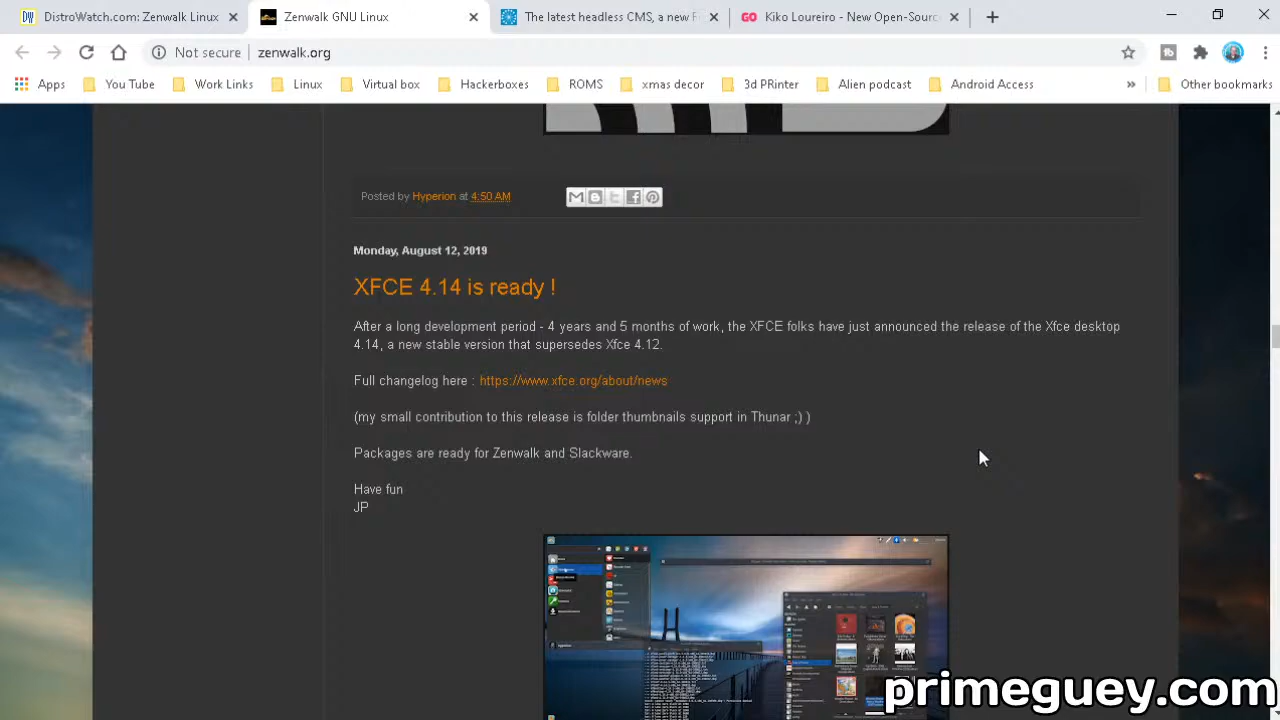 DistroWatch.com: Zenwalk Linux
Zenwalk GNU Linux
The latest headless CMS, a new T
Kiko Loureiro - New Open-Sourc
Not secure
zenwalk.org
Apps
You Tube
Work Links
Linux
Virtual box
Hackerboxes
ROMS
xmas decor
3d PRinter
Alien podcast
Android Access
»
Other bookmarks
Posted by Hyperion at 4:50 AM
Monday, August 12, 2019
XFCE 4.14 is ready !
After a long development period - 4 years and 5 months of work, the XFCE folks have just announced the release of the Xfce desktop
4.14, a new stable version that supersedes Xfce 4.12.
Full changelog here : https://www.xfce.org/about/news
(my small contribution to this release is folder thumbnails support in Thunar ;) )
Packages are ready for Zenwalk and Slackware.
Have fun
JP
primeguey.com